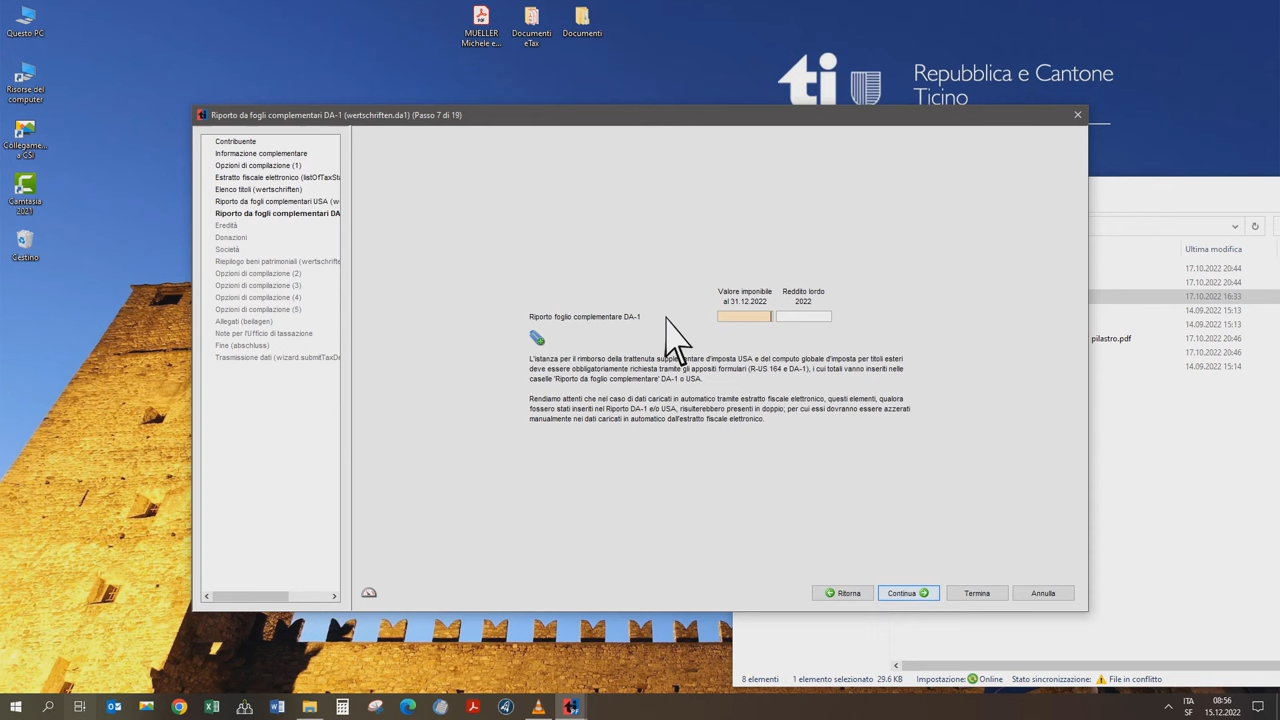 Questo PC
Risorse del
computer
Collegame...
a CSI
Camtasia
2021
Cestino
MUELLER
Michele e...
Documenti
eTax
Documenti
ti
Repubblica e Cantone
Ticino
Riporto da fogli complementari DA-1 (wertschriften.da1) (Passo 7 di 19)
Contribuente
Informazione complementare
Opzioni di compilazione (1)
Estratto fiscale elettronico (listOfTaxSta
Elenco titoli (wertschriften)
Riporto da fogli complementari USA (w
Riporto da fogli complementari DA
Eredità
Donazioni
Società
Riepilogo beni patrimoniali (wertschrifte
Opzioni di compilazione (2)
Opzioni di compilazione (3)
Opzioni di compilazione (4)
Opzioni di compilazione (5)
Allegati (beilagen)
Note per l'Ufficio di tassazione
Fine (abschluss)
Trasmissione dati (wizard.submitTaxDe
Valore imponibile
al 31.12.2022
Reddito lordo
2022
Riporto foglio complementare DA-1
L'istanza per il rimborso della trattenuta supplementare d'imposta USA e del computo globale d'imposta per titoli esteri
deve essere obbligatoriamente richiesta tramite gli appositi formulari (R-US 164 e DA-1), i cui totali vanno inseriti nelle
caselle 'Riporto da foglio complementare' DA-1 o USA.
Rendiamo attenti che nel caso di dati caricati in automatico tramite estratto fiscale elettronico, questi elementi, qualora
fossero stati inseriti nel Riporto DA-1 e/o USA, risulterebbero presenti in doppio; per cui essi dovranno essere azzerati
manualmente nei dati caricati in automatico dall'estratto fiscale elettronico.
Ritorna
Continua
Termina
Annulla
Ultima modifica
17.10.2022 20:44
17.10.2022 20:44
17.10.2022 16:33
14.09.2022 15:13
14.09.2022 15:13
pilastro.pdf
17.10.2022 20:46
17.10.2022 20:46
14.09.2022 15:14
8 elementi
1 elemento selezionato 29.6 KB
Impostazione: Online
Stato sincronizzazione: File in conflitto
ITA
SF
08:56
15.12.2022